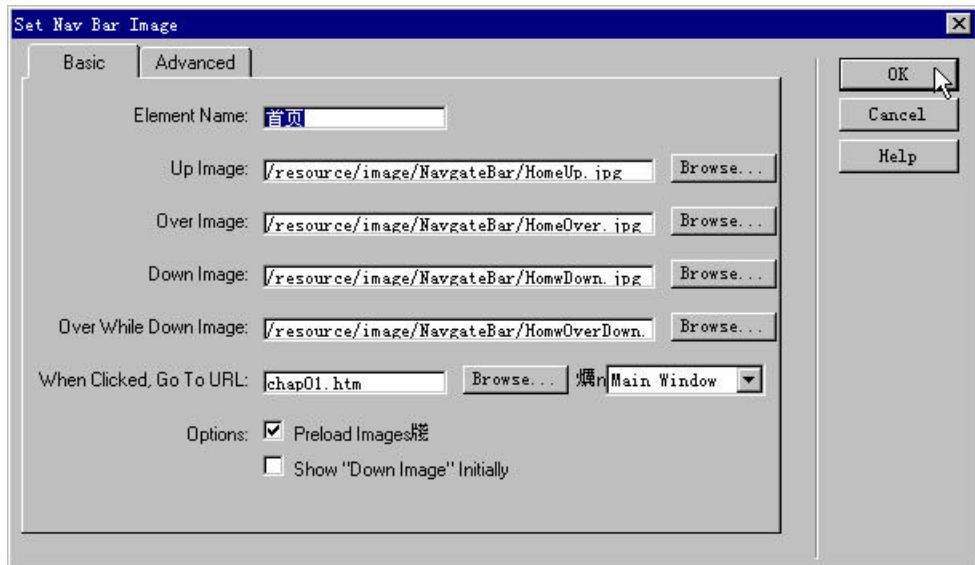 Set Nav Bar Image
Basic Advanced
OK
Cancel
Help
Element Name: 首页
Up Image: /resource/image/NavgateBar/HomeUp.jpg Browse...
Over Image: /resource/image/NavgateBar/HomeOver.jpg Browse...
Down Image: /resource/image/NavgateBar/HomwDown.jpg Browse...
Over While Down Image: /resource/image/NavgateBar/HomwOverDown. Browse...
When Clicked, Go To URL: chap01.htm Browse... Main Window
Options: Preload Images
Show "Down Image" Initially